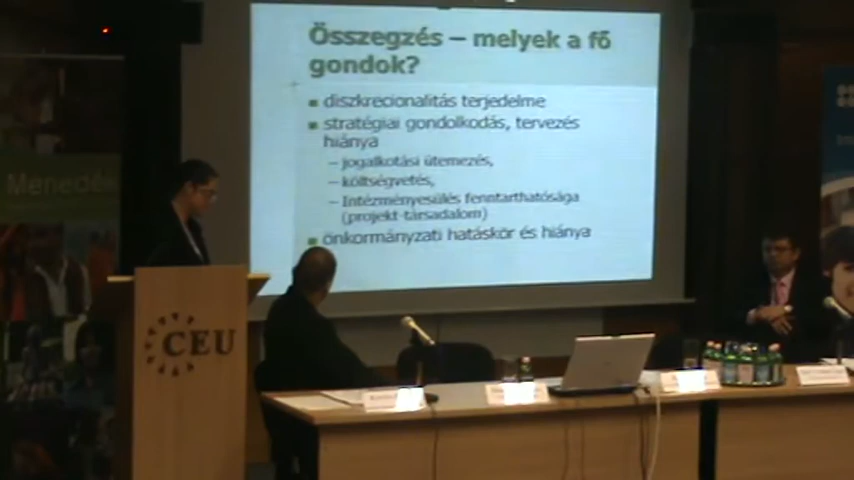 Összegzés – melyek a fő
gondok?
diszkrecionalitás terjedelme
stratégiai gondolkodás, tervezés
hiánya
– jogalkotási ütemezés,
– költségvetés,
– Intézményesülés fenntarthatósága
(projekt-társadalom)
önkormányzati hatáskör és hiánya
Menedék
CEU